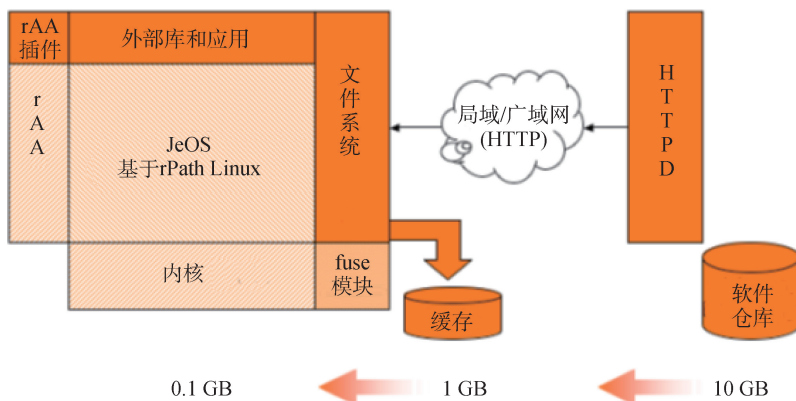 rAA
插件
外部库和应用
文件系统
rAA
JeOS
基于rPath Linux
内核
fuse
模块
缓存
局域/广域网
(HTTP)
HTTPD
软件
仓库
0.1 GB
1 GB
10 GB